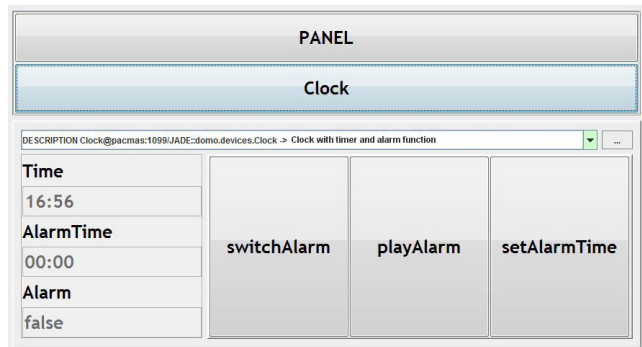 PANEL
Clock
DESCRIPTION Clock@pacmas:1099/JADE::domo.devices.Clock -> Clock with timer and alarm function
...
Time
16:56
AlarmTime
00:00
Alarm
false
switchAlarm playAlarm setAlarmTime